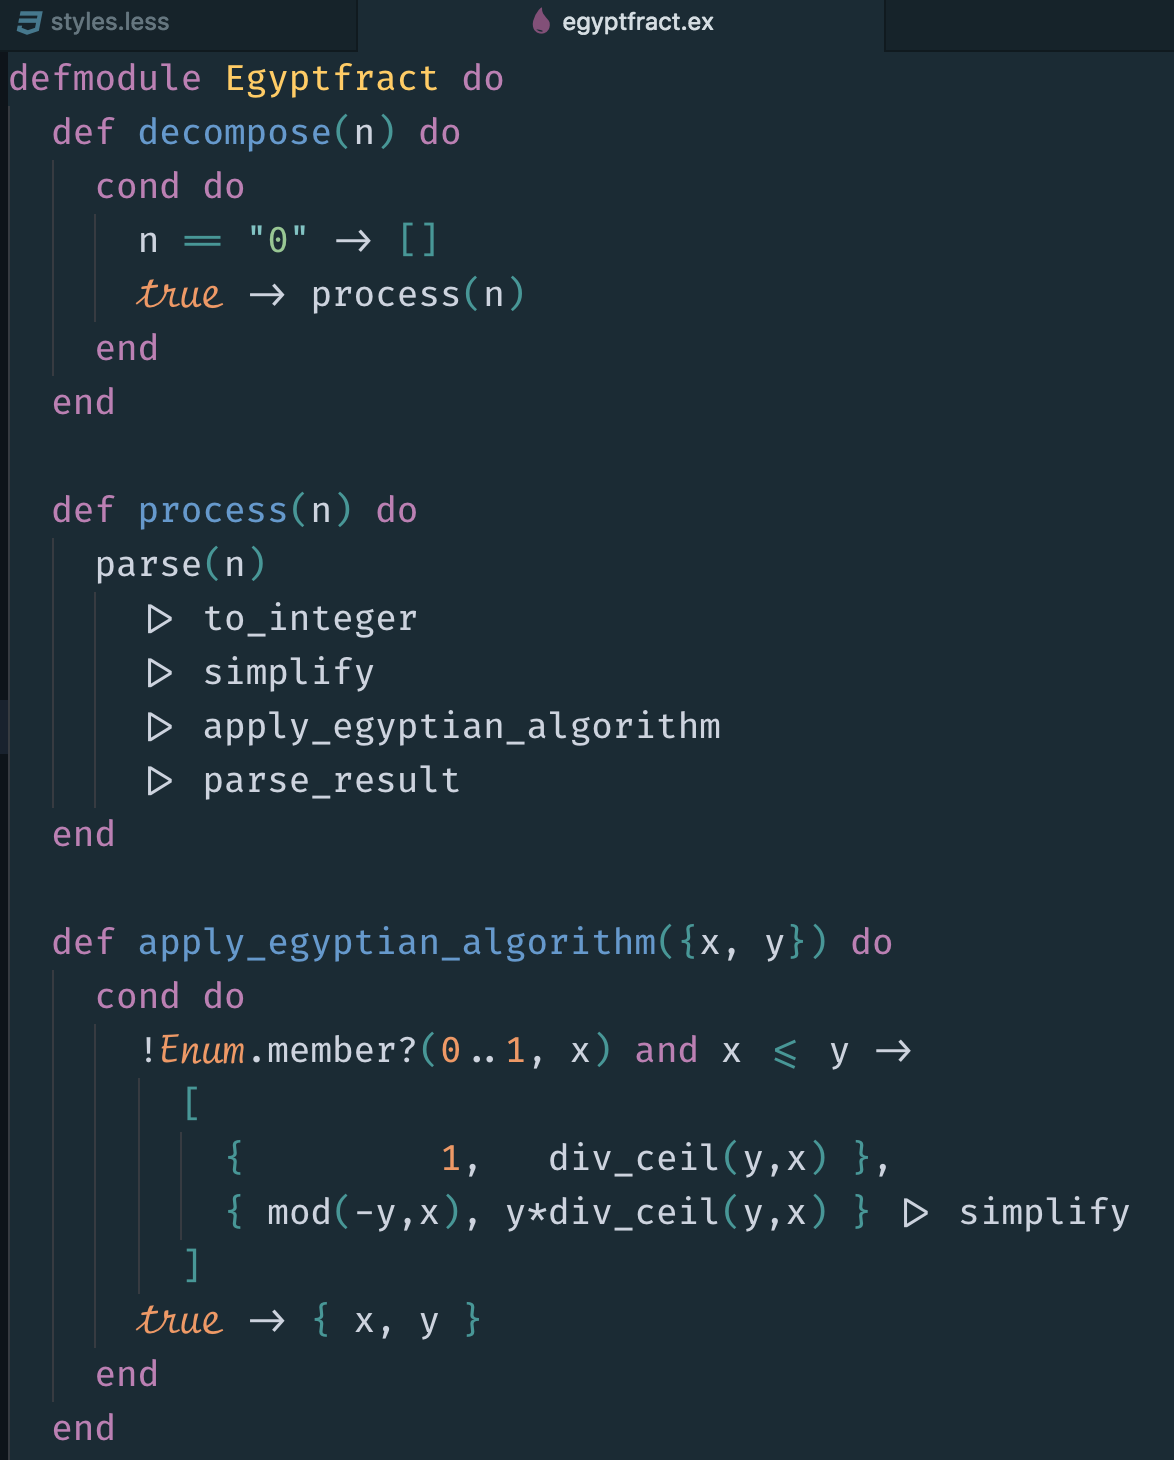 styles.less
egyptfract.ex
defmodule Egyptfract do
  def decompose(n) do
    cond do
      n == "0" -> []
      true -> process(n)
    end
  end

  def process(n) do
    parse(n)
      |> to_integer
      |> simplify
      |> apply_egyptian_algorithm
      |> parse_result
  end

  def apply_egyptian_algorithm({x, y}) do
    cond do
      !Enum.member?(0..1, x) and x <= y ->
        [
          {         1,   div_ceil(y,x) },
          { mod(-y,x), y*div_ceil(y,x) } |> simplify
        ]
      true -> { x, y }
    end
  end